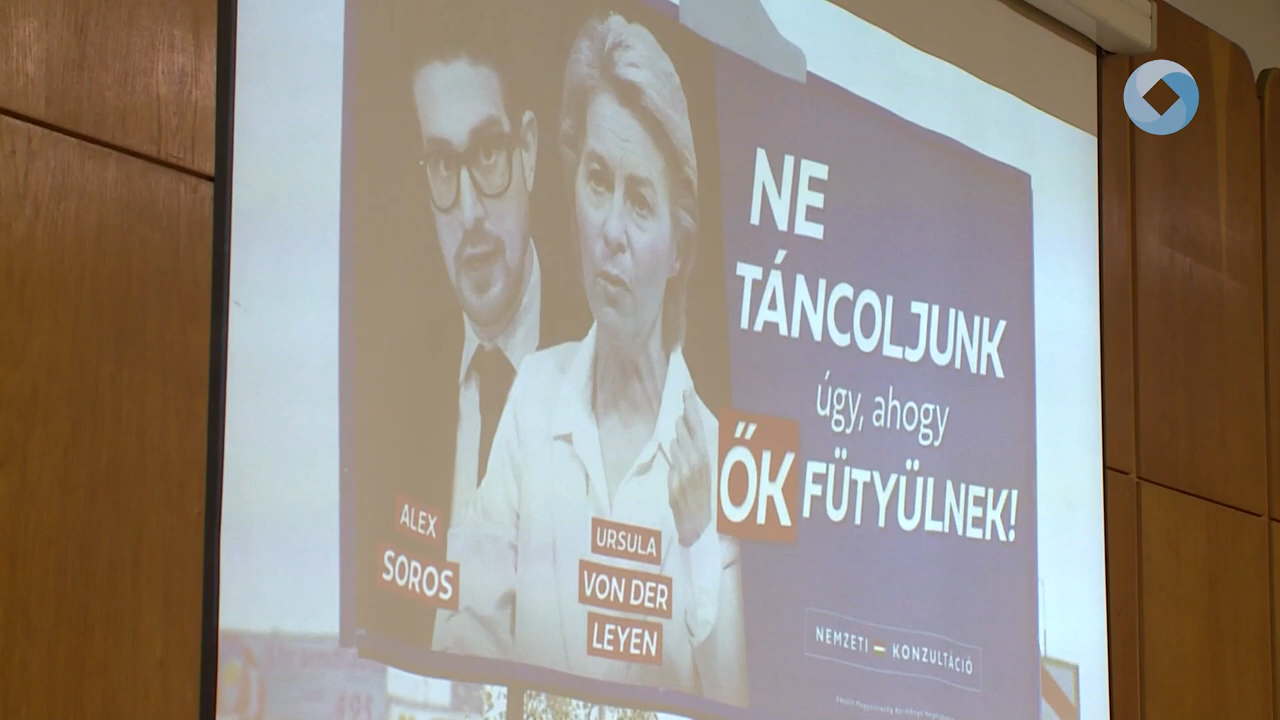 NE
TÁNCOLJUNK
úgy, ahogy
ŐK FÜTYÜLNEK!
ALEX
SOROS
URSULA
VON DER
LEYEN
NEMZETI KONZULTÁCIÓ